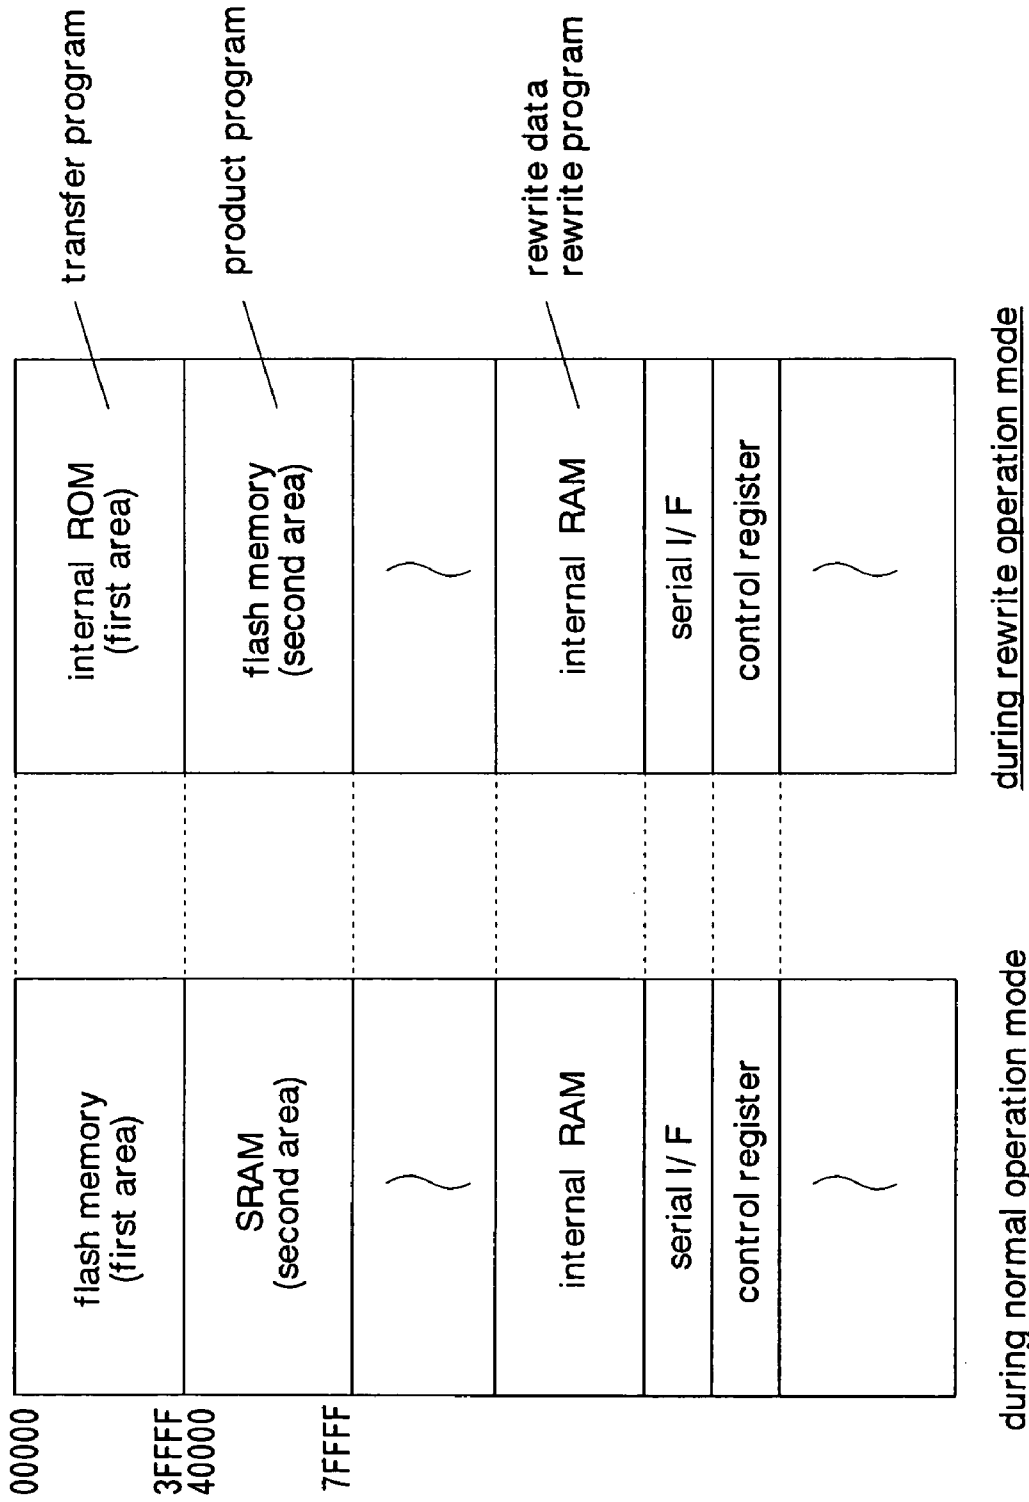 00000
3FFFF
40000
7FFFF
flash memory
(first area)
SRAM
(second area)
internal RAM
serial I/F
control register
during normal operation mode
internal ROM
(first area)
flash memory
(second area)
internal RAM
serial I/F
control register
during rewrite operation mode
transfer program
product program
rewrite data
rewrite program